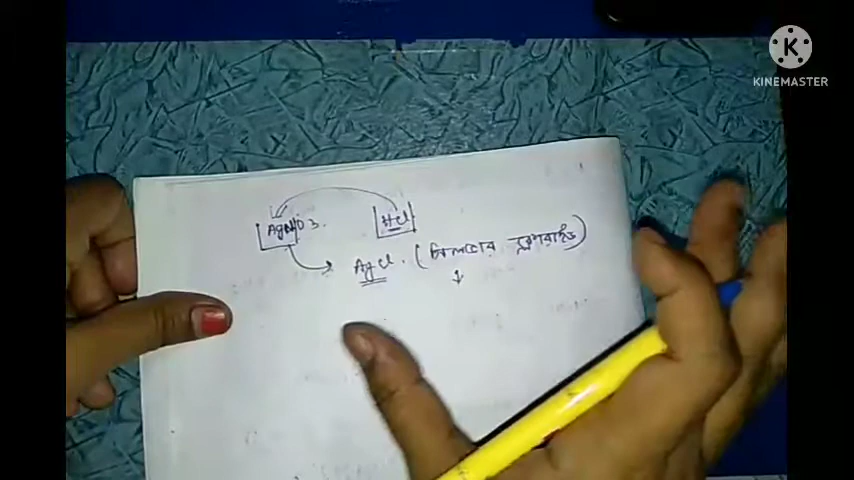 AgNO3. HCl
AgCl. (সিলভার ক্লোরাইড)
↓
KINEMASTER